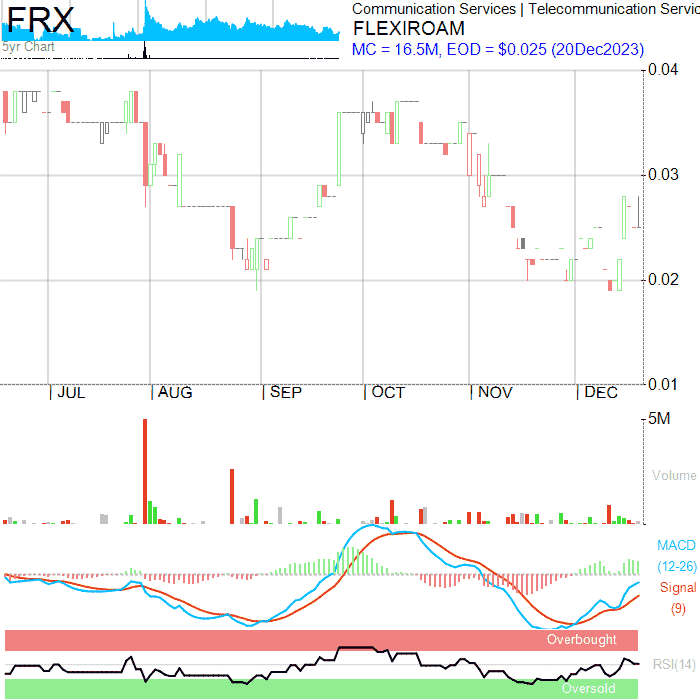 FRX
5yr Chart
Communication Services | Telecommunication Servic
FLEXIROAM
MC = 16.5M, EOD = $0.025 (20Dec2023)
0.04
0.03
0.02
0.01
JUL
AUG
SEP
OCT
NOV
DEC
5M
Volume
MACD
(12-26)
Signal
(9)
Overbought
RSI(14)
Oversold